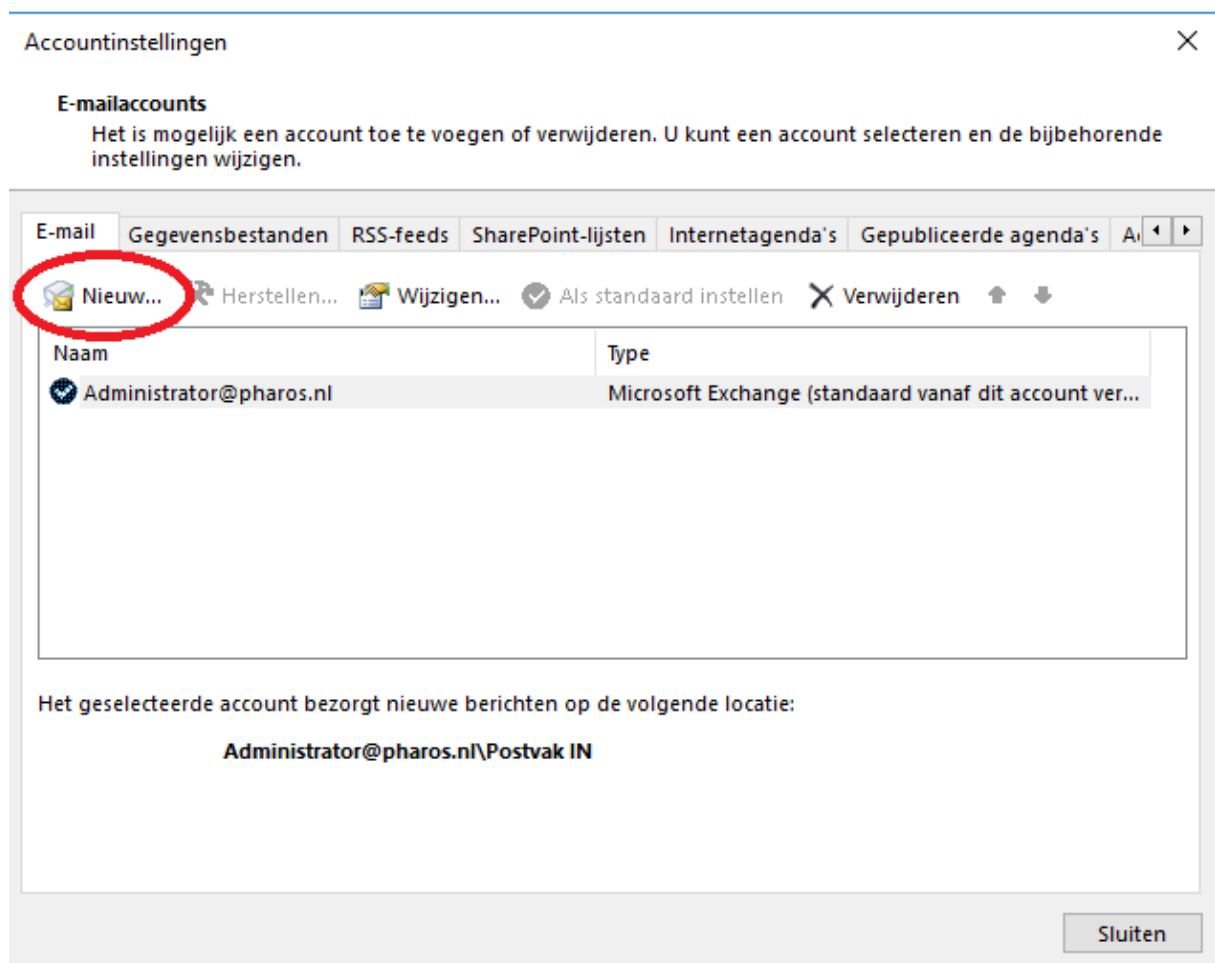 Accountinstellingen
E-mailaccounts
Het is mogelijk een account toe te voegen of verwijderen. U kunt een account selecteren en de bijbehorende
instellingen wijzigen.
E-mail Gegevensbestanden RSS-feeds SharePoint-lijsten Internetagenda's Gepubliceerde agenda's
Nieuw... Herstellen... Wijzigen... Als standaard instellen Verwijderen
Naam Type
Administrator@pharos.nl Microsoft Exchange (standaard vanaf dit account ver...
Het geselecteerde account bezorgt nieuwe berichten op de volgende locatie:
Administrator@pharos.nl\Postvak IN
Sluiten